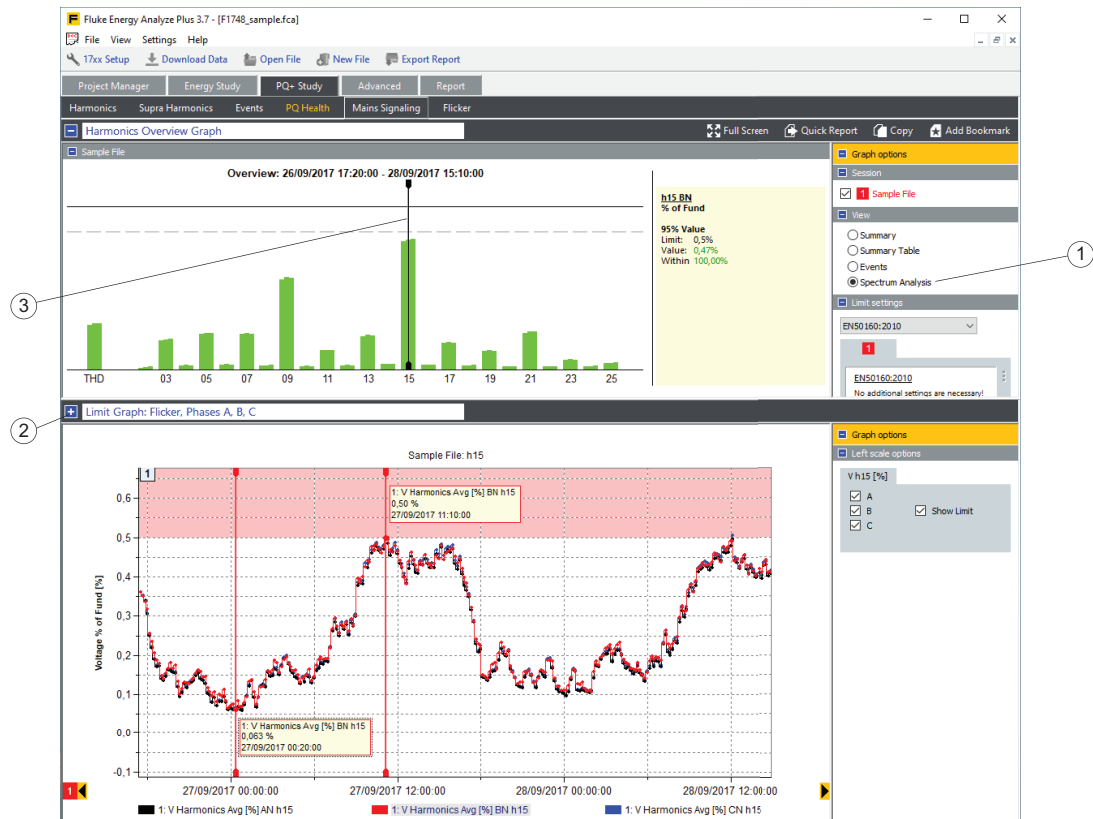 Fluke Energy Analyze Plus 3.7 - [F1748_sample.fca]
File View Settings Help
17xx Setup Download Data Open File New File Export Report
Project Manager Energy Study PQ+ Study Advanced Report
Harmonics Supra Harmonics Events PQ Health Mains Signaling Flicker
Harmonics Overview Graph Full Screen Quick Report Copy Add Bookmark
Sample File
Overview: 26/09/2017 17:20:00 - 28/09/2017 15:10:00
THD 03 05 07 09 11 13 15 17 19 21 23 25
h15 BN
% of Fund
95% Value
Limit: 0,5%
Value: 0,47%
Within 100,00%
Graph options
Session
1 Sample File
View
Summary
Summary Table
Events
Spectrum Analysis
Limit settings
EN50160:2010
1
EN50160:2010
No additional settings are necessary!
1
3
2
Limit Graph: Flicker, Phases A, B, C
Graph options
Left scale options
V h15 [%]
A
B Show Limit
C
Sample File: h15
1
Voltage % of Fund [%]
0,6
0,5
0,4
0,3
0,2
0,1
0,0
-0,1
1: V Harmonics Avg [%] BN h15
0,50 %
27/09/2017 11:10:00
1: V Harmonics Avg [%] BN h15
0,063 %
27/09/2017 00:20:00
1
27/09/2017 00:00:00 27/09/2017 12:00:00 28/09/2017 00:00:00 28/09/2017 12:00:00
1: V Harmonics Avg [%] AN h15 1: V Harmonics Avg [%] BN h15 1: V Harmonics Avg [%] CN h15